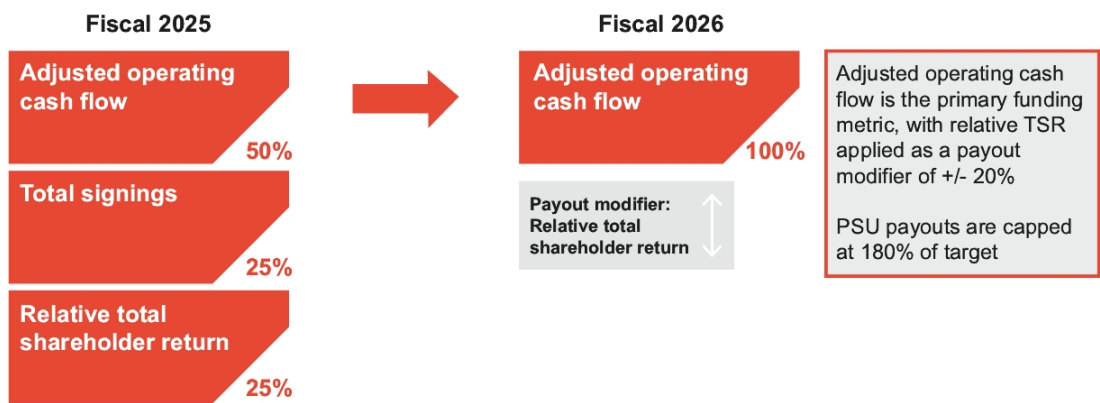 Fiscal 2025
Adjusted operating
cash flow
50%
Total signings
25%
Relative total
shareholder return
25%
Fiscal 2026
Adjusted operating
cash flow
100%
Payout modifier:
Relative total
shareholder return
Adjusted operating cash
flow is the primary funding
metric, with relative TSR
applied as a payout
modifier of +/- 20%
PSU payouts are capped
at 180% of target